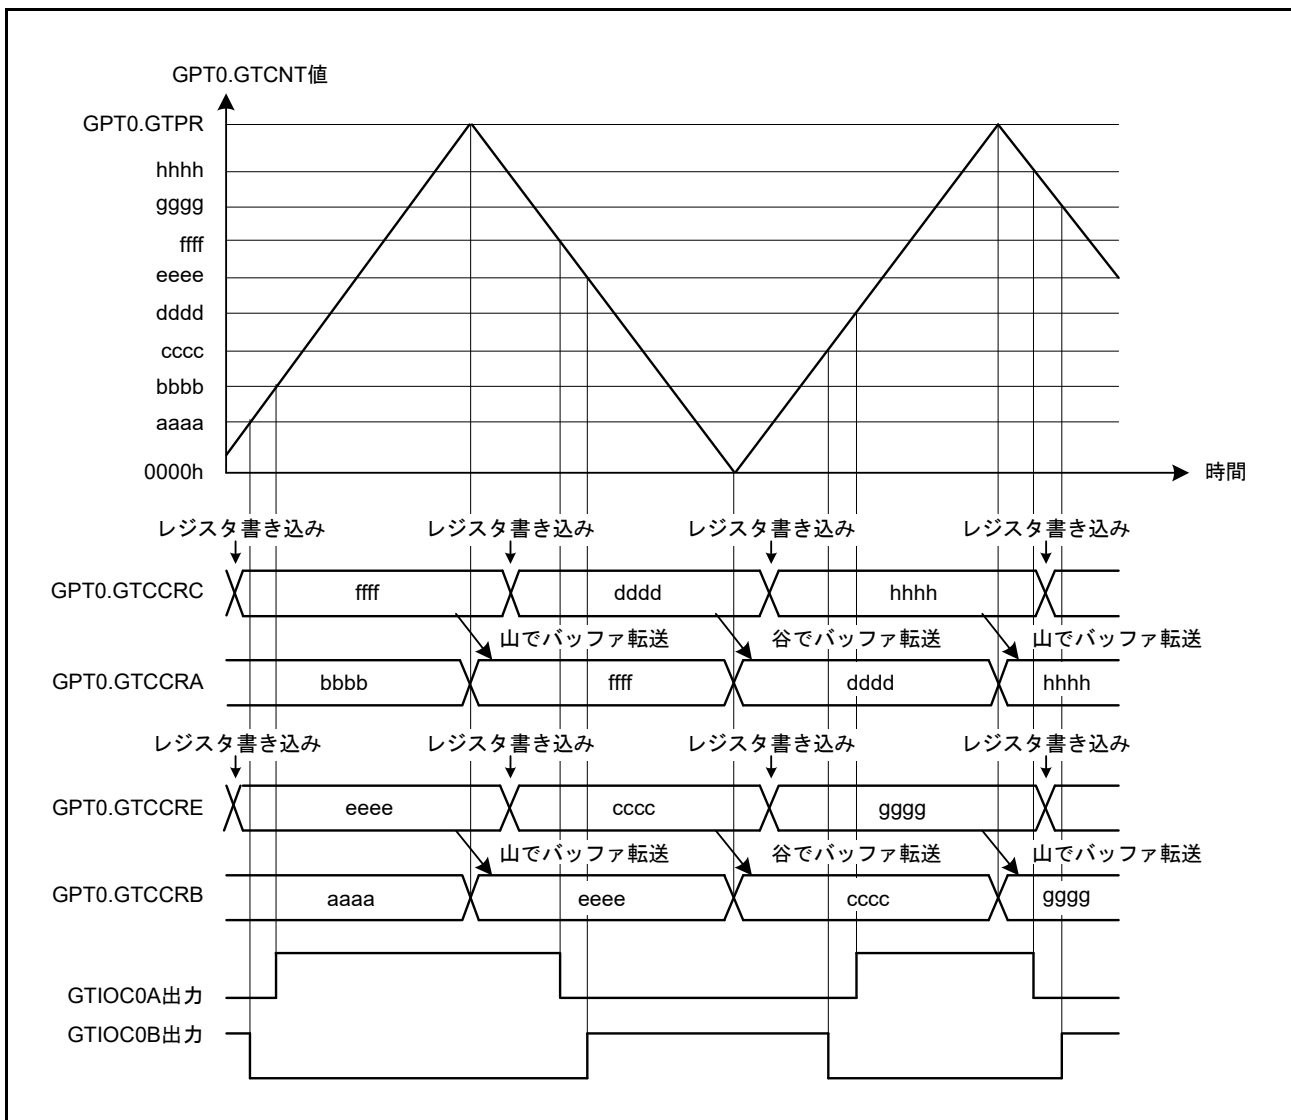 GPT0.GTCNT値
GPT0.GTPR
hhhh
gggg
ffff
eeee
dddd
cccc
bbbb
aaaa
0000h
時間
レジスタ書き込み レジスタ書き込み レジスタ書き込み レジスタ書き込み
GPT0.GTCCRC ffff dddd hhhh
山でバッファ転送 谷でバッファ転送 山でバッファ転送
GPT0.GTCCRA bbbb ffff dddd hhhh
レジスタ書き込み レジスタ書き込み レジスタ書き込み レジスタ書き込み
GPT0.GTCCRE eeee cccc gggg
山でバッファ転送 谷でバッファ転送 山でバッファ転送
GPT0.GTCCRB aaaa eeee cccc gggg
GTIOC0A出力
GTIOC0B出力